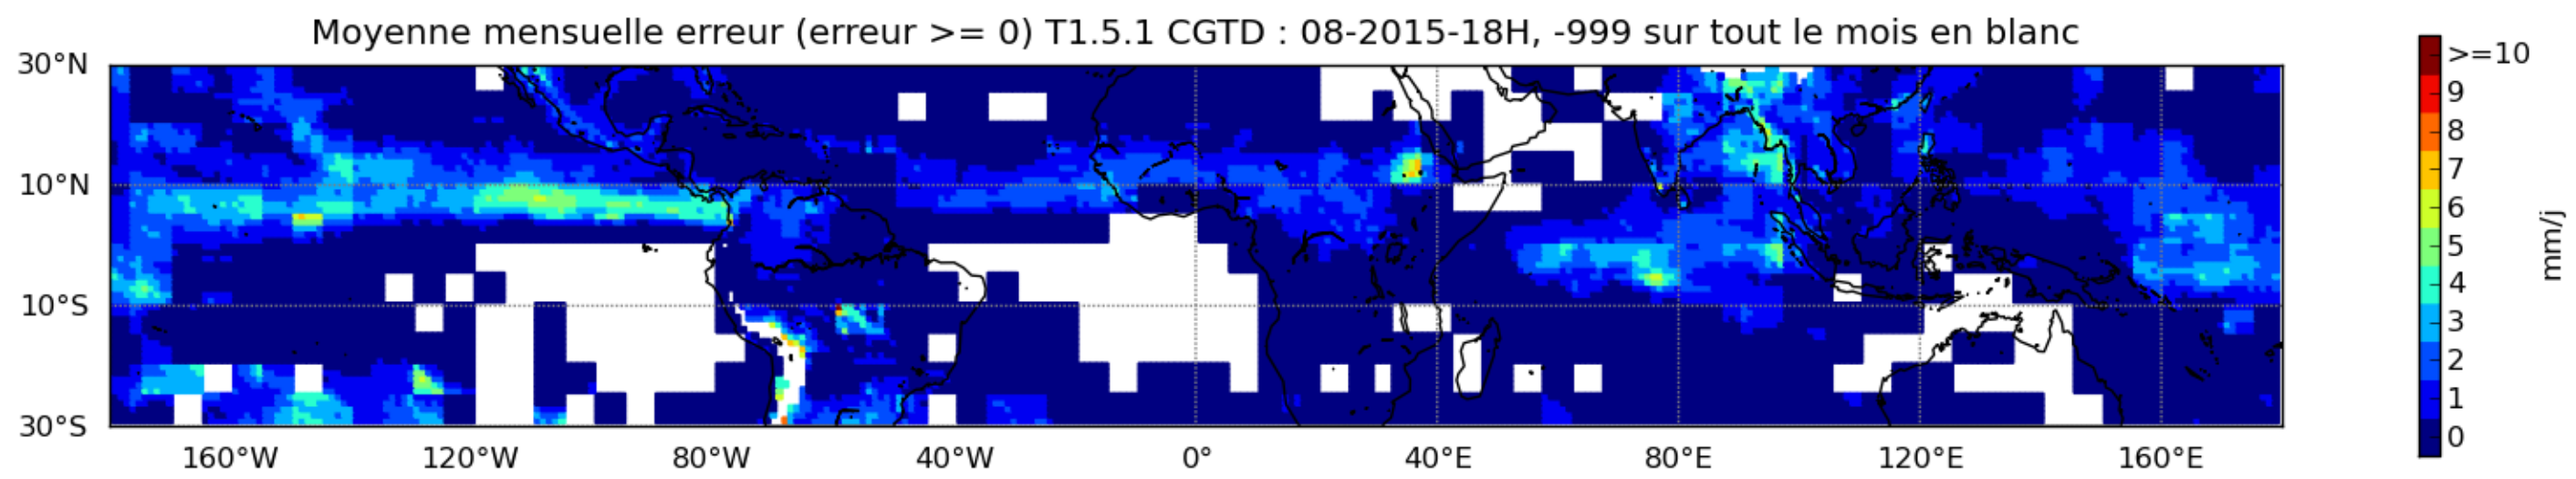 Moyenne mensuelle erreur (erreur >= 0) T1.5.1 CGTD : 08-2015-18H, -999 sur tout le mois en blanc
30°N
10°N
10°S
30°S
160°W 120°W 80°W 40°W 0° 40°E 80°E 120°E 160°E
>=10
9
8
7
6
5
4
3
2
1
0
mm/j